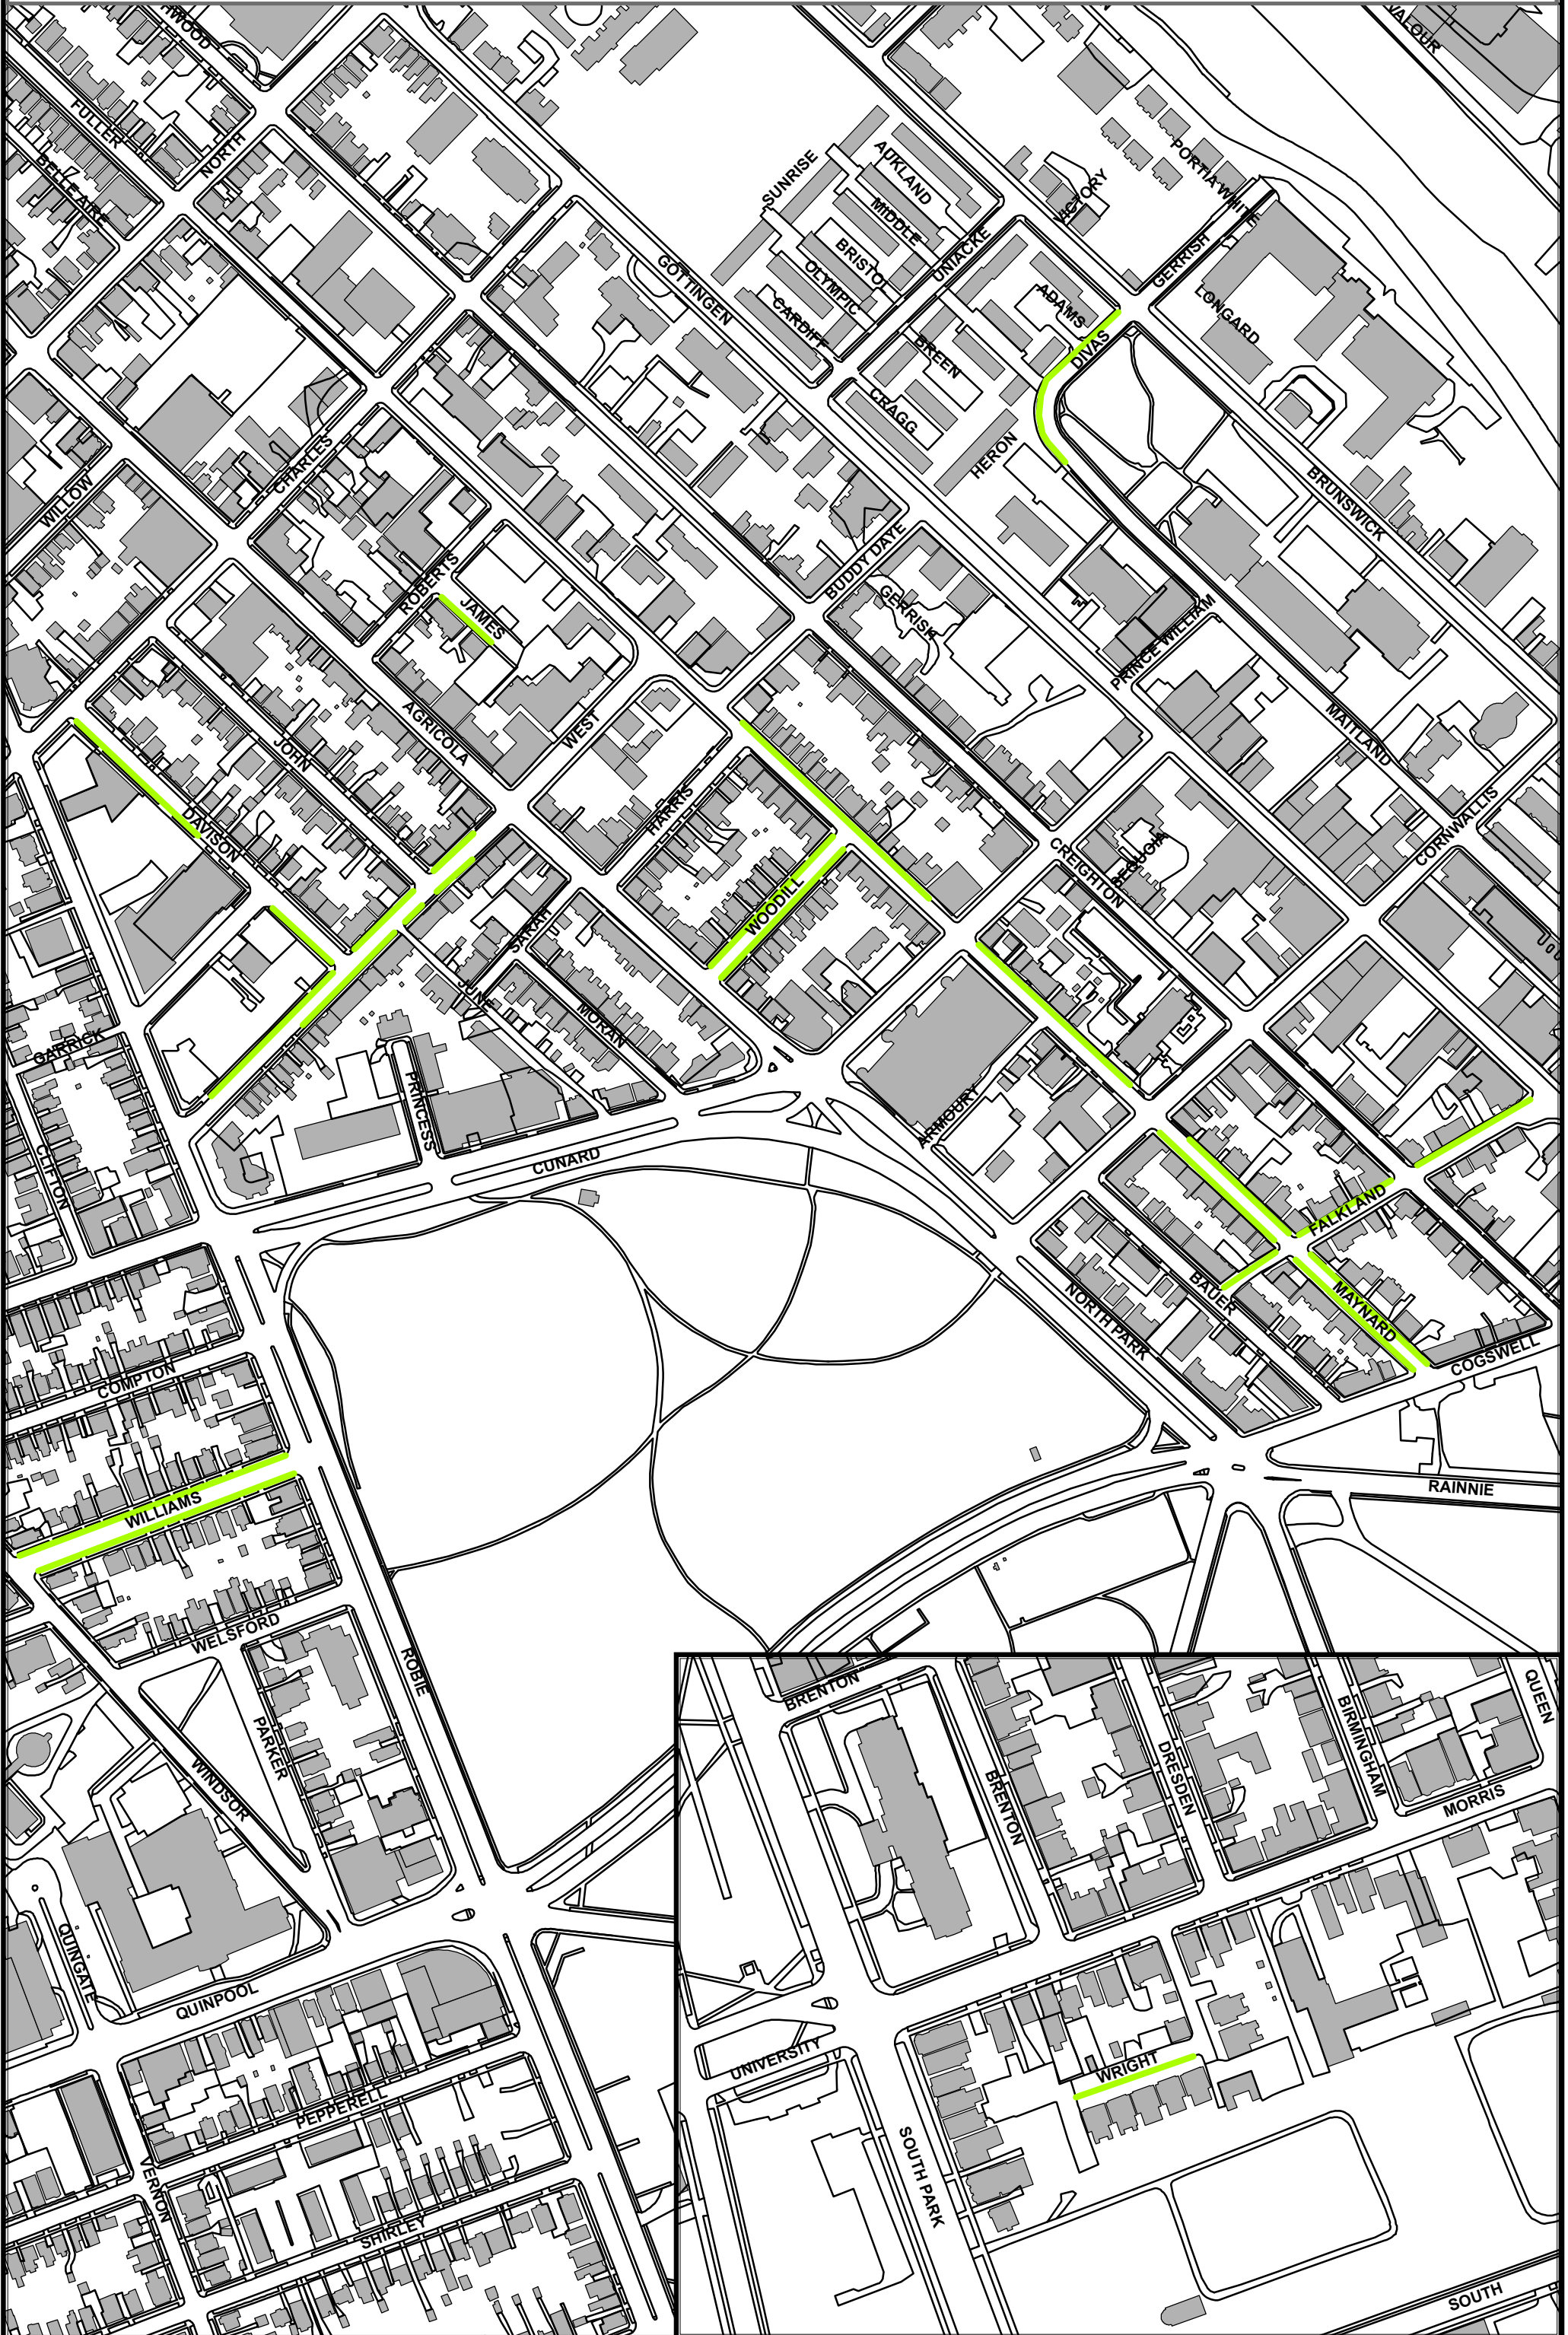 VALOUR
FULLER
NORTH
BELLE AIRE
SUNRISE
AUKLAND
PORTIA WHITE
VICTORY
MIDDLE
BRISTOL
UNIACKE
GOTTINGEN
OLYMPIC
GERRISH
CARDIFF
ADAMS
LONGARD
DIVAS
BREEN
CRAGG
HERON
CHARLES
WILLOW
BRUNSWICK
BUDDY DAYE
ROBERTS
JAMES
GERRISH
PRINCE WILLIAM
AGRICOLA
WEST
JOHN
MAITLAND
HARRIS
DAVISON
CORNWALLIS
CREIGHTON
SEQUOIA
WOODILL
SARAH
JUNE
MORAN
GARRICK
PRINCESS
ARMOURY
CUNARD
CLIFTON
FALKLAND
BAUER
MAYNARD
NORTH PARK
COGSWELL
COMPTON
RAINNIE
WILLIAMS
WELSFORD
ROBIE
BRENTON
QUEEN
PARKER
BIRMINGHAM
WINDSOR
DRESDEN
BRENTON
MORRIS
QUINGATE
QUINPOOL
UNIVERSITY
WRIGHT
PEPPERELL
VERNON
SOUTH PARK
SHIRLEY
SOUTH